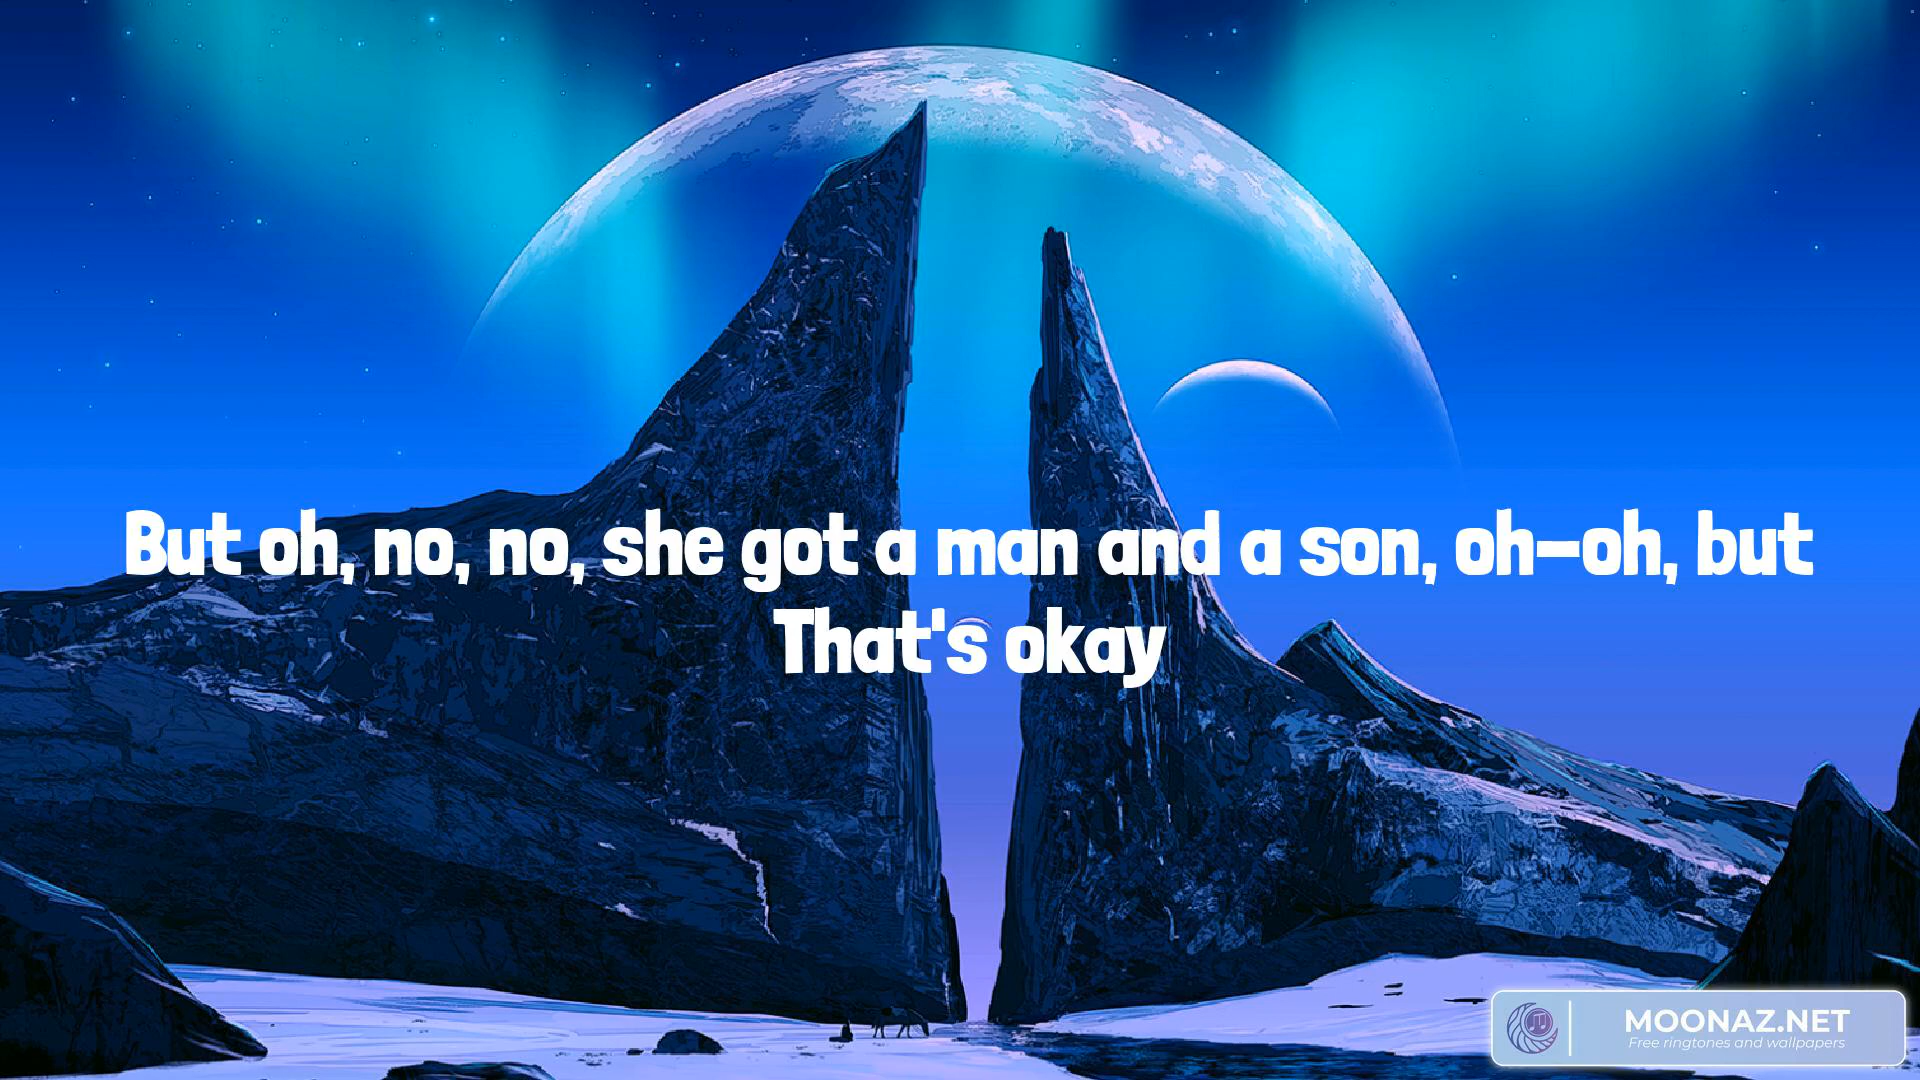 But oh, no, no, she got a man and a son, oh-oh, but
That's okay
MOONAZ.NET
Free ringtones and wallpapers